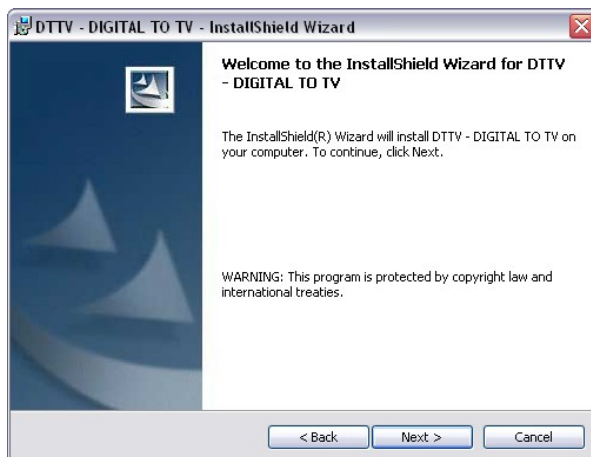 DTTV - DIGITAL TO TV - InstallShield Wizard
Welcome to the InstallShield Wizard for DTTV
- DIGITAL TO TV
The InstallShield(R) Wizard will install DTTV - DIGITAL TO TV on
your computer. To continue, click Next.
WARNING: This program is protected by copyright law and
international treaties.
< Back Next > Cancel